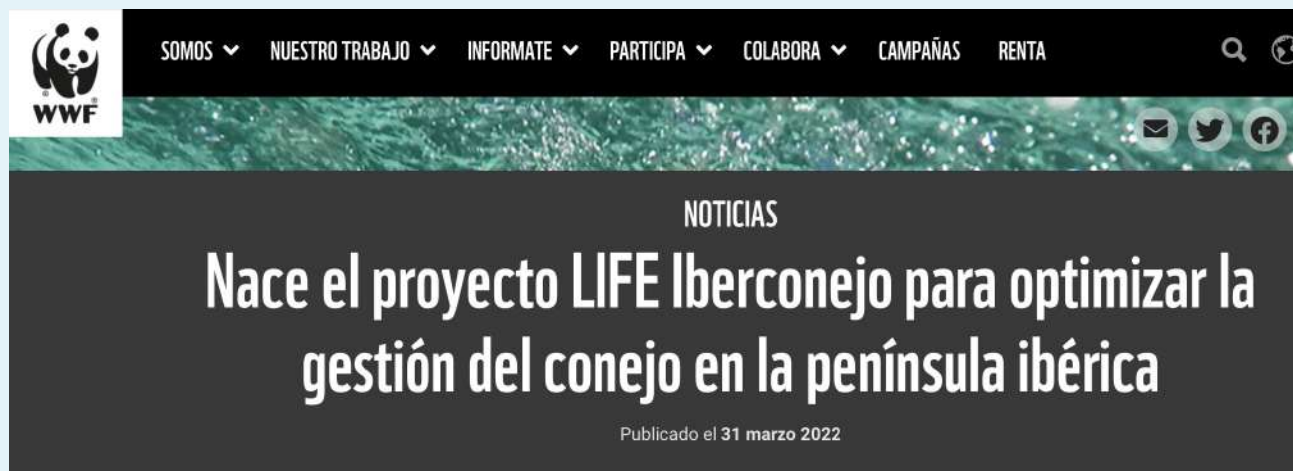 WWF
SOMOS NUESTRO TRABAJO INFORMATE PARTICIPA COLABORA CAMPAÑAS RENTA
NOTICIAS
Nace el proyecto LIFE Iberconejo para optimizar la
gestión del conejo en la península ibérica
Publicado el 31 marzo 2022